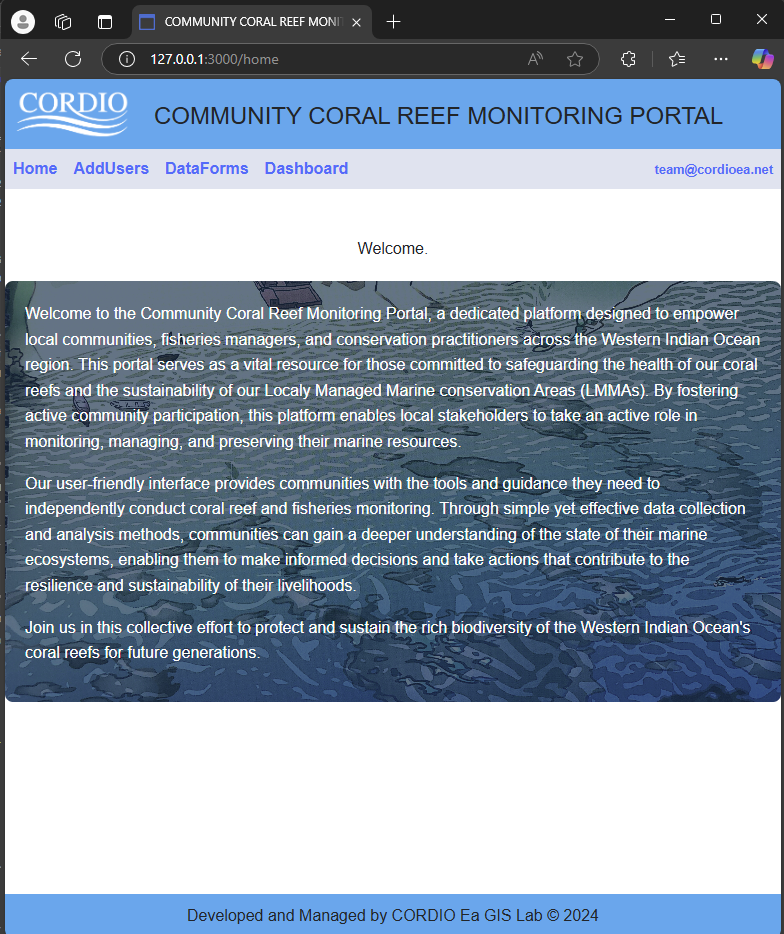 COMMUNITY CORAL REEF MONIT
127.0.0.1:3000/home
CORDIO
COMMUNITY CORAL REEF MONITORING PORTAL
Home AddUsers DataForms Dashboard team@cordioea.net
Welcome.
Welcome to the Community Coral Reef Monitoring Portal, a dedicated platform designed to empower
local communities, fisheries managers, and conservation practitioners across the Western Indian Ocean
region. This portal serves as a vital resource for those committed to safeguarding the health of our coral
reefs and the sustainability of our Localy Managed Marine conservation Areas (LMMAs). By fostering
active community participation, this platform enables local stakeholders to take an active role in
monitoring, managing, and preserving their marine resources.
Our user-friendly interface provides communities with the tools and guidance they need to
independently conduct coral reef and fisheries monitoring. Through simple yet effective data collection
and analysis methods, communities can gain a deeper understanding of the state of their marine
ecosystems, enabling them to make informed decisions and take actions that contribute to the
resilience and sustainability of their livelihoods.
Join us in this collective effort to protect and sustain the rich biodiversity of the Western Indian Ocean's
coral reefs for future generations.
Developed and Managed by CORDIO Ea GIS Lab © 2024